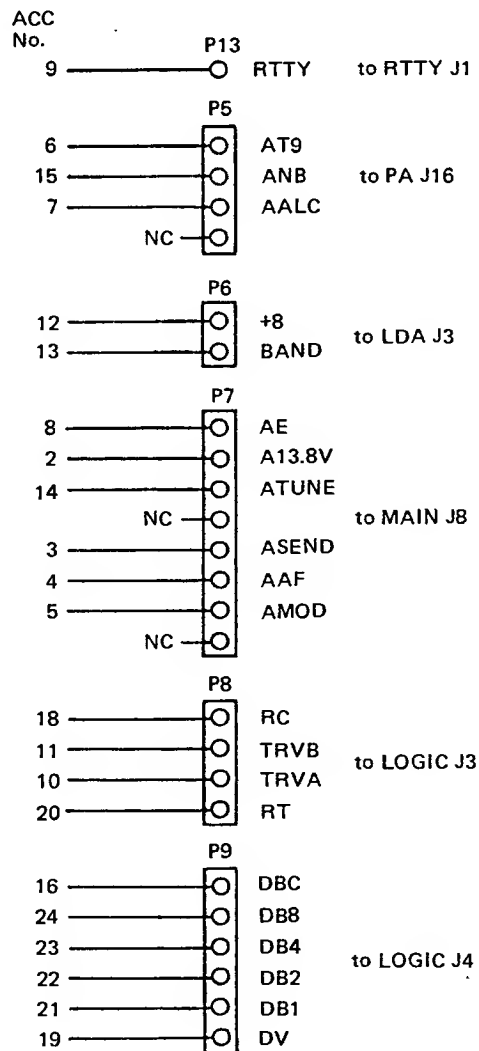 ACC
No.
P13
9 RTTY to RTTY J1
P5
6 AT9
15 ANB to PA J16
7 AALC
NC
P6
12 +8 to LDA J3
13 BAND
P7
8 AE
2 A13.8V
14 ATUNE
NC to MAIN J8
3 ASEND
4 AAF
5 AMOD
NC
P8
18 RC
11 TRVB to LOGIC J3
10 TRVA
20 RT
P9
16 DBC
24 DB8
23 DB4 to LOGIC J4
22 DB2
21 DB1
19 DV